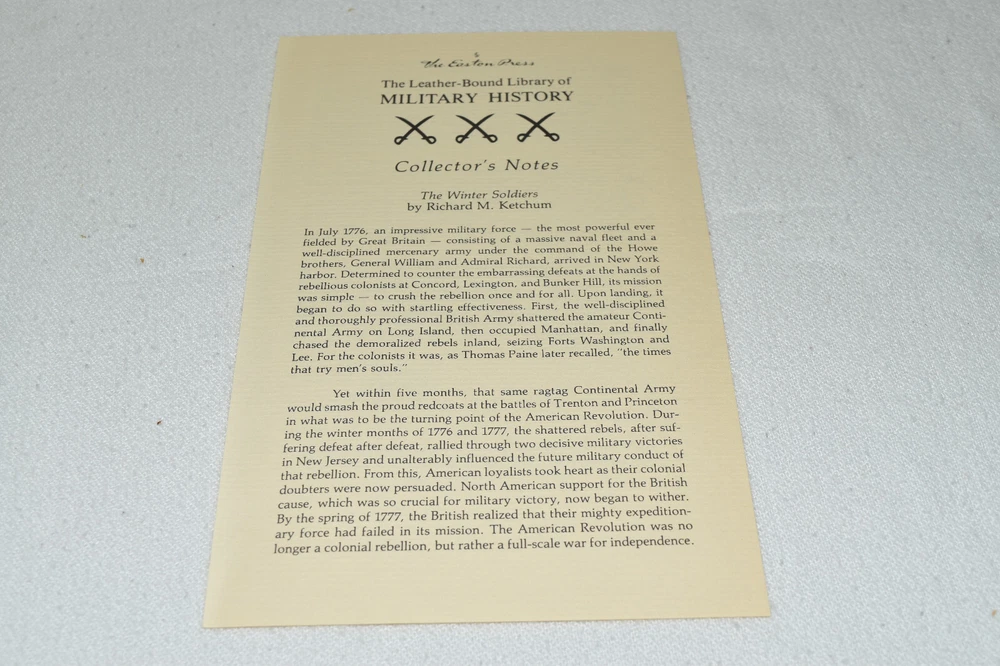 The Easton Press
The Leather-Bound Library of
MILITARY HISTORY
Collector's Notes
The Winter Soldiers
by Richard M. Ketchum
In July 1776, an impressive military force — the most powerful ever
fielded by Great Britain — consisting of a massive naval fleet and a
well-disciplined mercenary army under the command of the Howe
brothers, General William and Admiral Richard, arrived in New York
harbor. Determined to counter the embarrassing defeats at the hands of
rebellious colonists at Concord, Lexington, and Bunker Hill, its mission
was simple — to crush the rebellion once and for all. Upon landing, it
began to do so with startling effectiveness. First, the well-disciplined
and thoroughly professional British Army shattered the amateur Conti-
nental Army on Long Island, then occupied Manhattan, and finally
chased the demoralized rebels inland, seizing Forts Washington and
Lee. For the colonists it was, as Thomas Paine later recalled, "the times
that try men's souls."
Yet within five months, that same ragtag Continental Army
would smash the proud redcoats at the battles of Trenton and Princeton
in what was to be the turning point of the American Revolution. Dur-
ing the winter months of 1776 and 1777, the shattered rebels, after suf-
fering defeat after defeat, rallied through two decisive military victories
in New Jersey and unalterably influenced the future military conduct of
that rebellion. From this, American loyalists took heart as their colonial
doubters were now persuaded. North American support for the British
cause, which was so crucial for military victory, now began to wither.
By the spring of 1777, the British realized that their mighty expedition-
ary force had failed in its mission. The American Revolution was no
longer a colonial rebellion, but rather a full-scale war for independence.